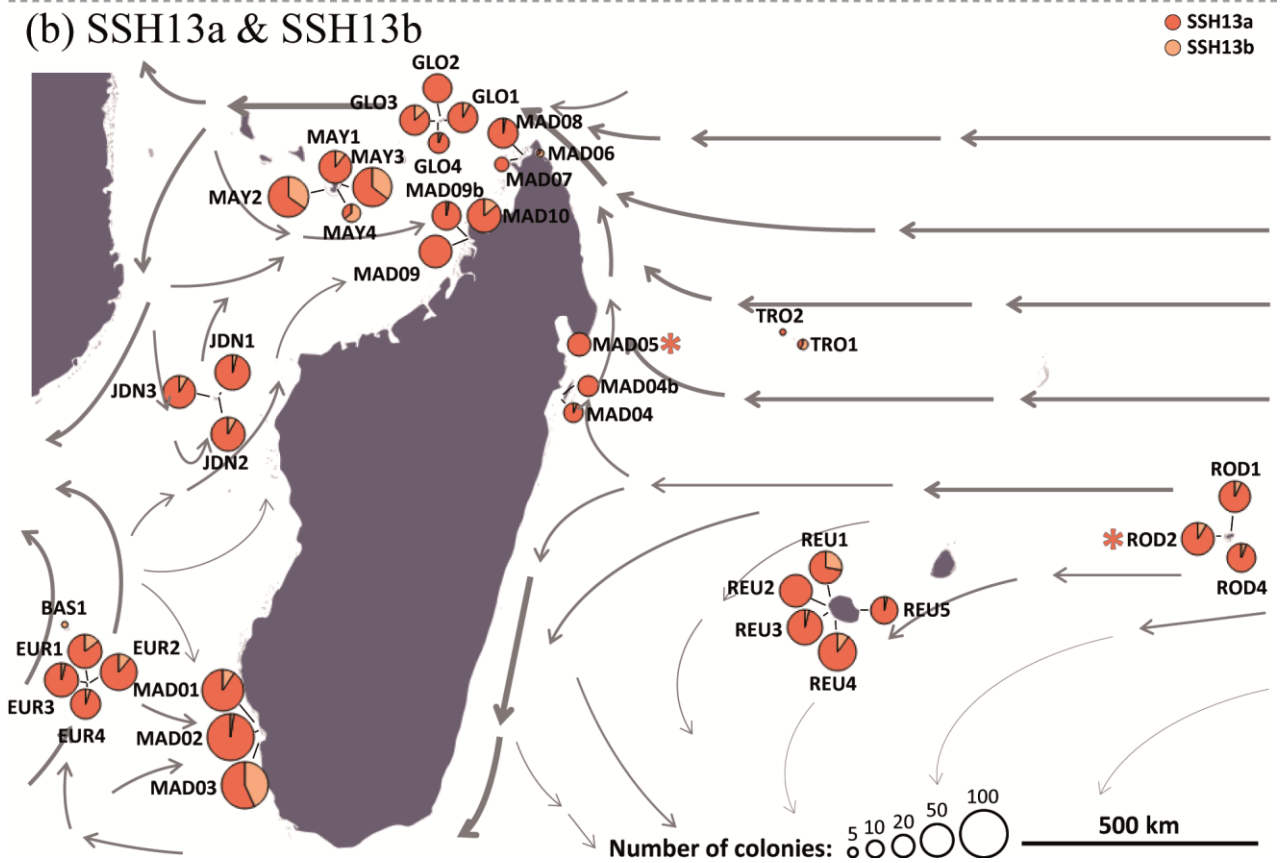 (b) SSH13a & SSH13b
SSH13a
SSH13b
GLO2
GLO3
GLO1
MAD08
MAY1
MAY3
GLO4
MAD06
MAD07
MAY2
MAD09b
MAD10
MAY4
MAD09
TRO2
JDN1
MAD05*
TRO1
JDN3
MAD04b
MAD04
JDN2
ROD1
REU1
* ROD2
REU2
ROD4
BAS1
REU5
EUR1
EUR2
REU3
MAD01
REU4
EUR3
EUR4
MAD02
MAD03
Number of colonies: 5 10 20 50 100
500 km